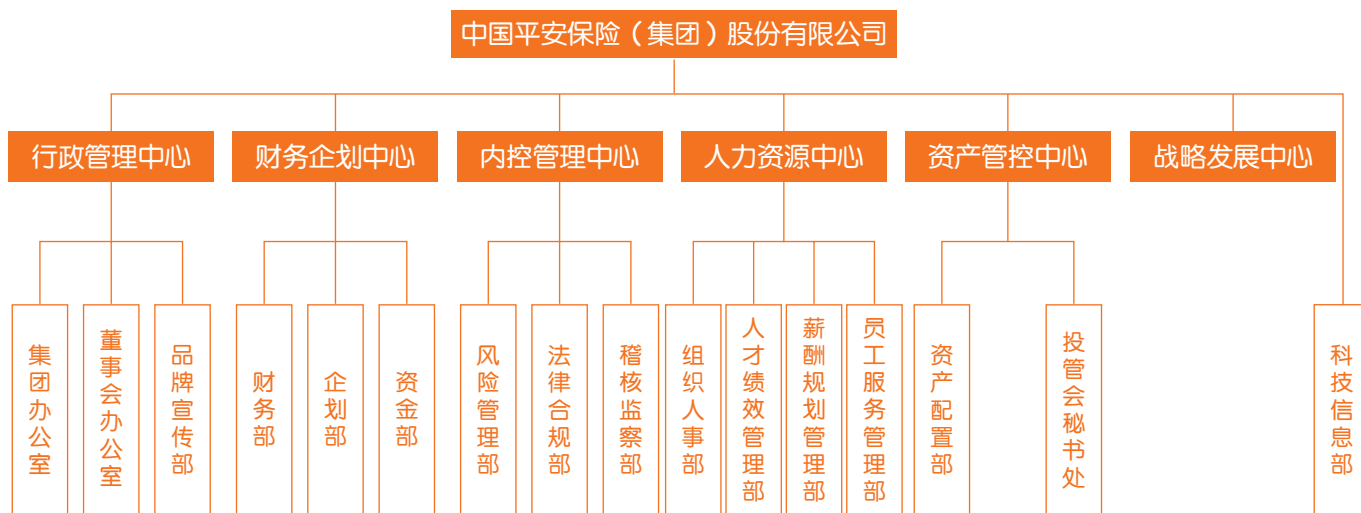 中国平安保险（集团）股份有限公司
行政管理中心
财务企划中心
内控管理中心
人力资源中心
资产管控中心
战略发展中心
集团办公室
董事会办公室
品牌宣传部
财务部
企划部
资金部
风险管理部
法律合规部
稽核监察部
组织人事部
人才绩效管理部
薪酬规划管理部
员工服务管理部
资产配置部
投管会秘书处
科技信息部